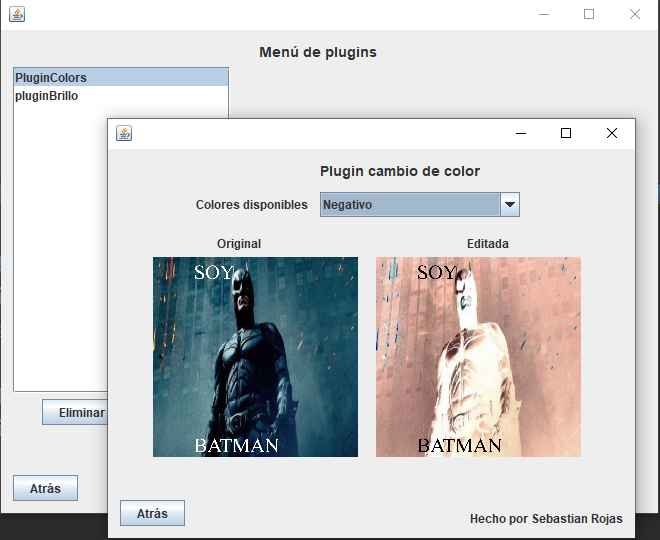 Menú de plugins
PluginColors
pluginBrillo
Eliminar
Atrás
Plugin cambio de color
Colores disponibles
Negativo
Original
Editada
SOY
BATMAN
SOY
BATMAN
Atrás
Hecho por Sebastian Rojas